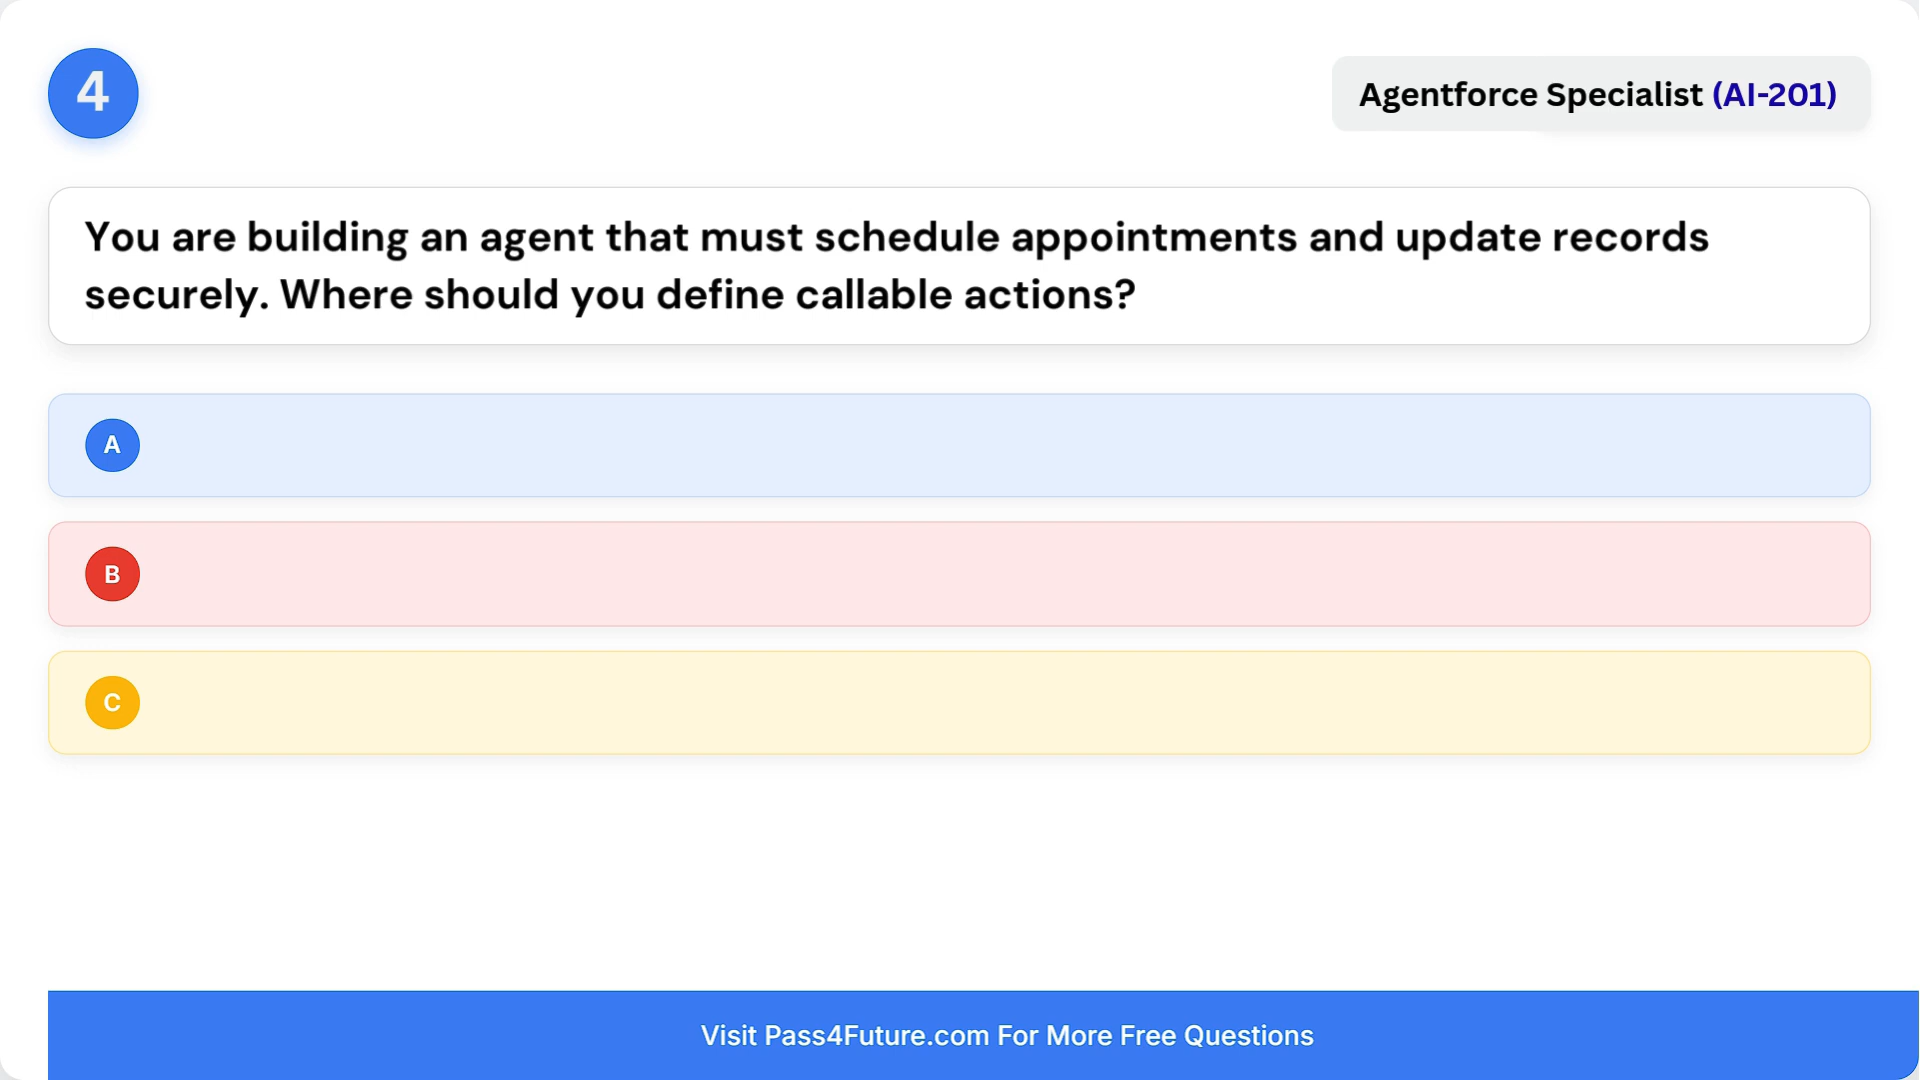 4
Agentforce Specialist (AI-201)
You are building an agent that must schedule appointments and update records
securely. Where should you define callable actions?
A
B
C
Visit Pass4Future.com For More Free Questions